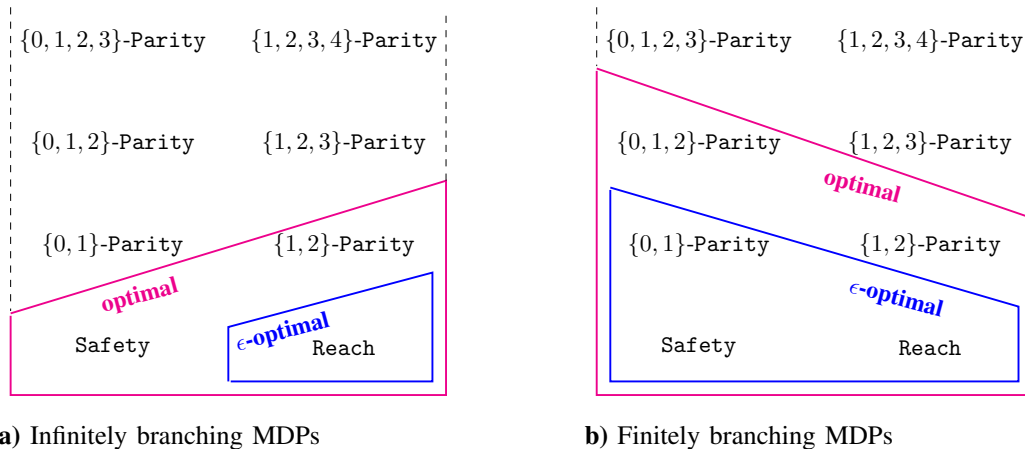 {0, 1, 2, 3}-Parity {1, 2, 3, 4}-Parity
{0, 1, 2}-Parity {1, 2, 3}-Parity
{0, 1}-Parity {1, 2}-Parity
optimal
ϵ-optimal
Safety Reach
a) Infinitely branching MDPs
{0, 1, 2, 3}-Parity {1, 2, 3, 4}-Parity
{0, 1, 2}-Parity {1, 2, 3}-Parity
optimal
{0, 1}-Parity {1, 2}-Parity
ϵ-optimal
Safety Reach
b) Finitely branching MDPs